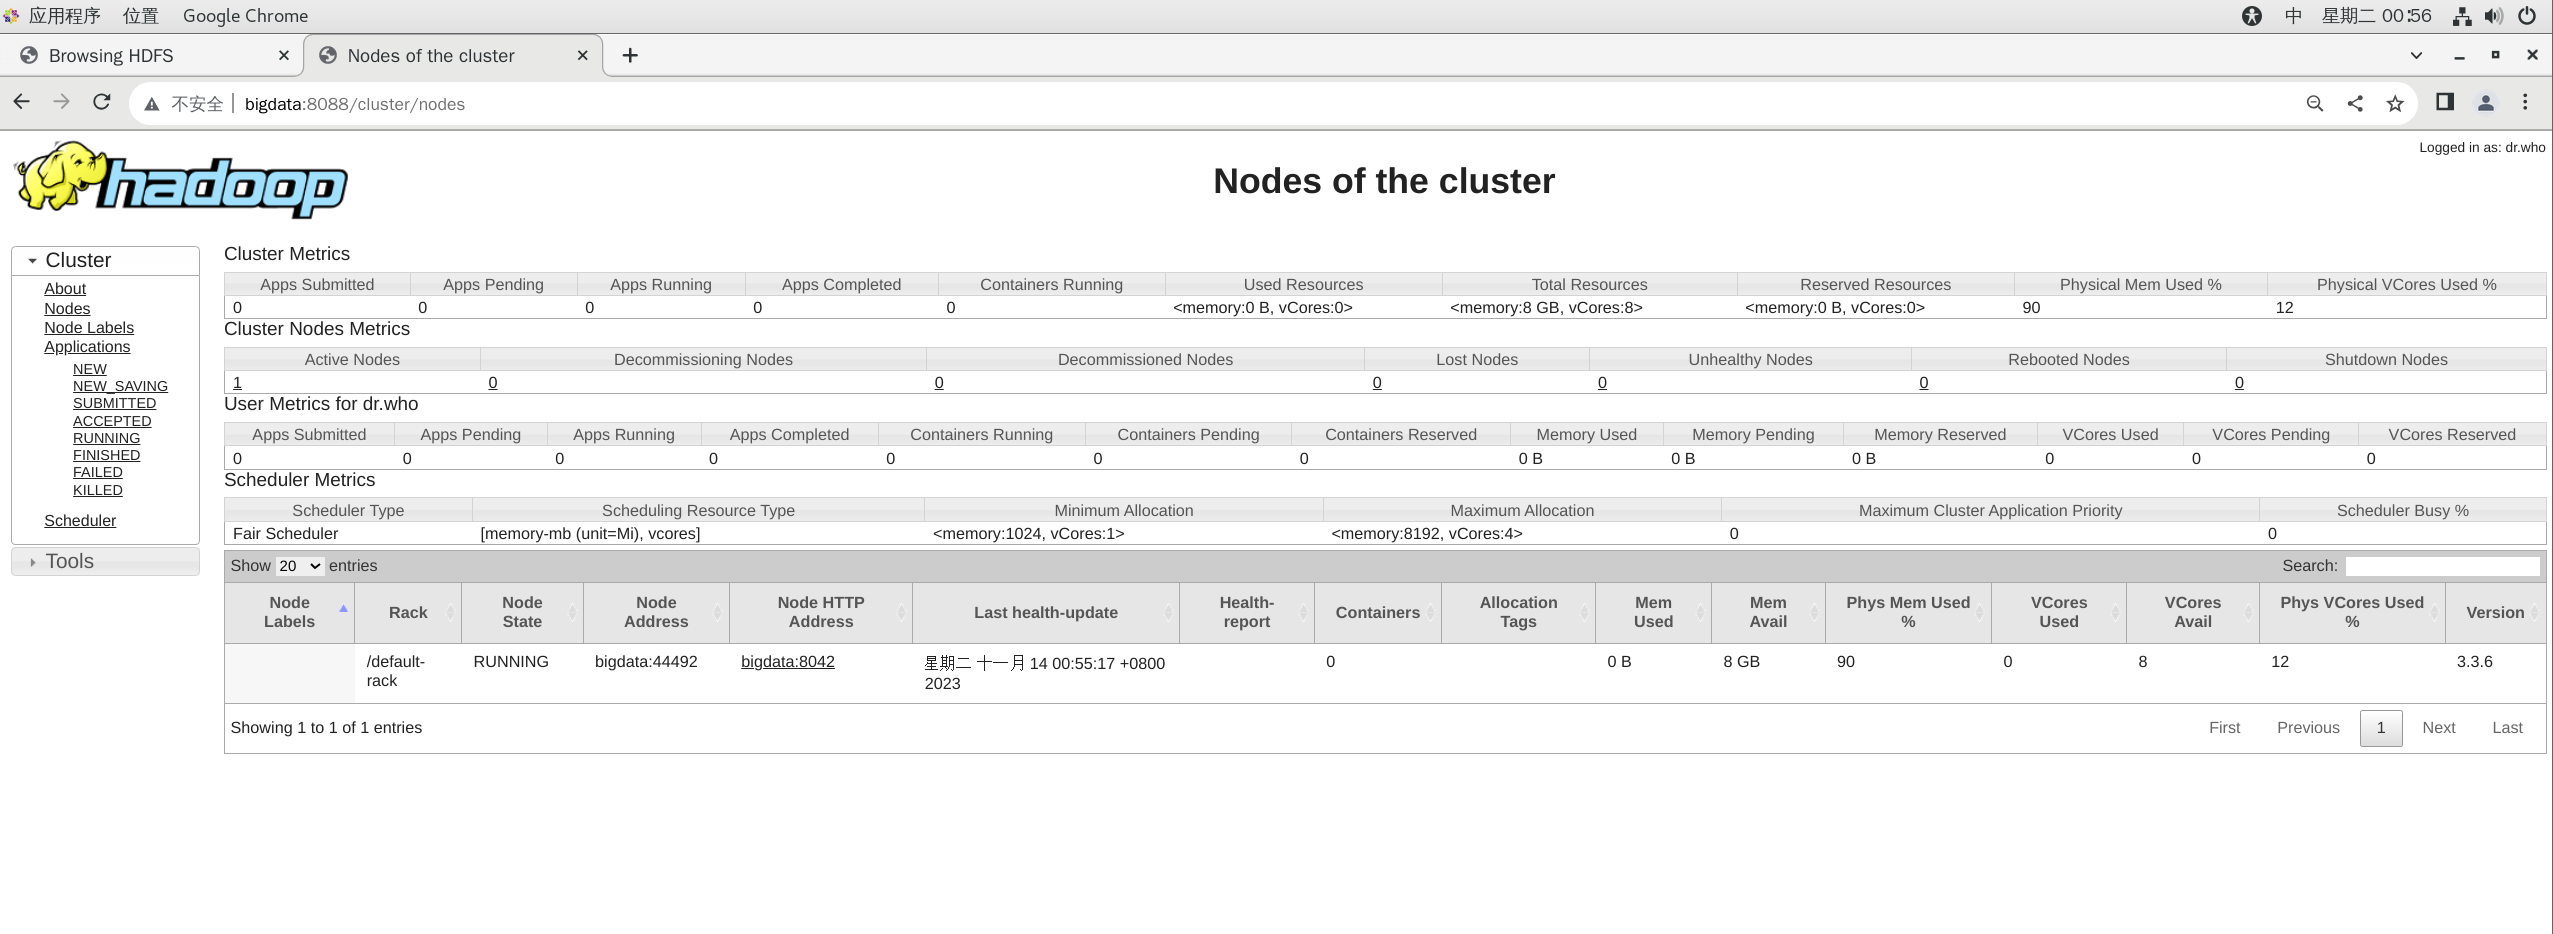 应用程序 位置 Google Chrome 中 星期二 00:56
Browsing HDFS Nodes of the cluster
不安全 bigdata:8088/cluster/nodes
Logged in as: dr.who
hadoop
Nodes of the cluster
Cluster
About
Nodes
Node Labels
Applications
NEW
NEW_SAVING
SUBMITTED
ACCEPTED
RUNNING
FINISHED
FAILED
KILLED
Scheduler
Tools
Cluster Metrics
Apps Submitted Apps Pending Apps Running Apps Completed Containers Running Used Resources Total Resources Reserved Resources Physical Mem Used % Physical VCores Used %
0 0 0 0 0 <memory:0 B, vCores:0> <memory:8 GB, vCores:8> <memory:0 B, vCores:0> 90 12
Cluster Nodes Metrics
Active Nodes Decommissioning Nodes Decommissioned Nodes Lost Nodes Unhealthy Nodes Rebooted Nodes Shutdown Nodes
1 0 0 0 0 0 0
User Metrics for dr.who
Apps Submitted Apps Pending Apps Running Apps Completed Containers Running Containers Pending Containers Reserved Memory Used Memory Pending Memory Reserved VCores Used VCores Pending VCores Reserved
0 0 0 0 0 0 0 0 B 0 B 0 B 0 0 0
Scheduler Metrics
Scheduler Type Scheduling Resource Type Minimum Allocation Maximum Allocation Maximum Cluster Application Priority Scheduler Busy %
Fair Scheduler [memory-mb (unit=Mi), vcores] <memory:1024, vCores:1> <memory:8192, vCores:4> 0 0
Show 20 entries Search:
Node Labels Rack Node State Node Address Node HTTP Address Last health-update Health-report Containers Allocation Tags Mem Used Mem Avail Phys Mem Used % VCores Used VCores Avail Phys VCores Used % Version
/default-rack RUNNING bigdata:44492 bigdata:8042 星期二 十一月 14 00:55:17 +0800 2023 0 0 B 8 GB 90 0 8 12 3.3.6
Showing 1 to 1 of 1 entries First Previous 1 Next Last